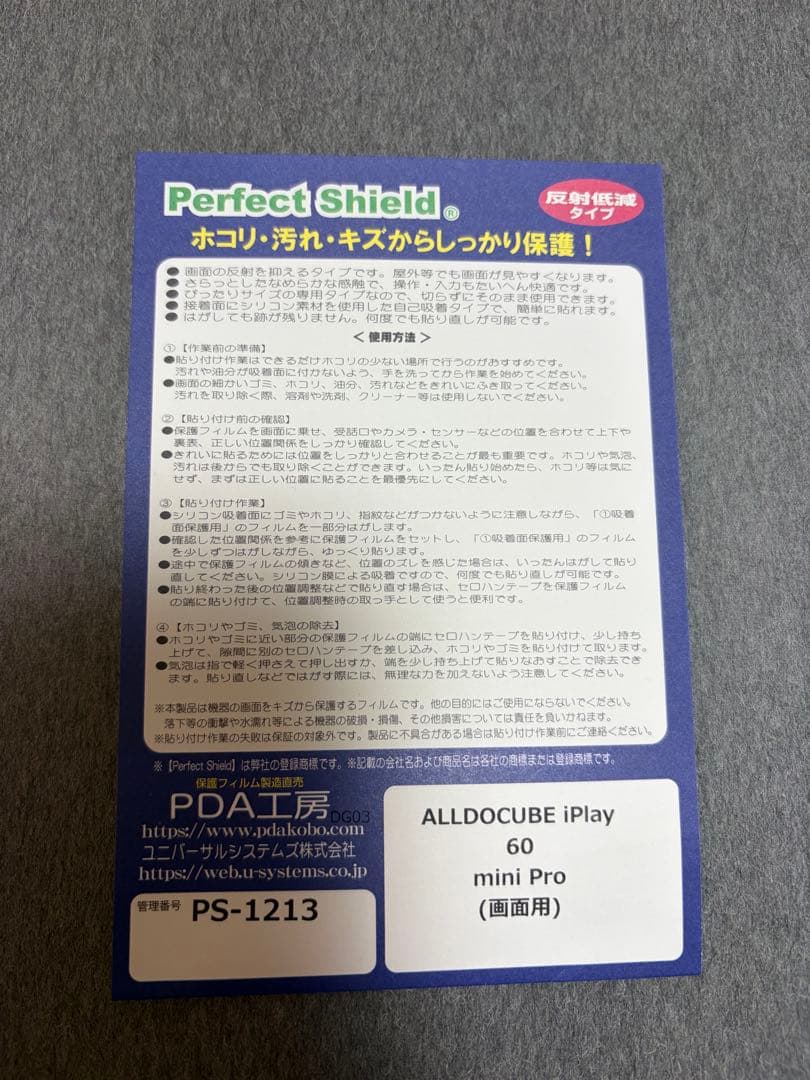 Perfect Shield®
反射低減
タイプ
ホコリ・汚れ・キズからしっかり保護！
● 画面の反射を抑えるタイプです。屋外等でも画面が見やすくなります。
● さらっとしたなめらかな感触で、操作・入力もたいへん快適です。
● ぴったりサイズの専用タイプなので、切らずにそのまま使用できます。
● 接着面にシリコン素材を使用した自己吸着タイプで、簡単に貼れます。
● はがしても跡が残りません。何度でも貼り直しが可能です。
＜使用方法＞
①【作業前の準備】
●貼り付け作業はできるだけホコリの少ない場所で行うのがおすすめです。
汚れや油分が吸着面に付かないよう、手を洗ってから作業を始めてください。
●画面の細かいゴミ、ホコリ、油分、汚れなどをきれいにふき取ってください。
汚れを取り除く際、溶剤や洗剤、クリーナー等は使用しないでください。
②【貼り付け前の確認】
●保護フィルムを画面に乗せ、受話口やカメラ・センサーなどの位置を合わせて上下や
裏表、正しい位置関係をしっかり確認してください。
●きれいに貼るためには位置をしっかりと合わせることが最も重要です。ホコリや気泡、
汚れは後からでも取り除くことができます。いったん貼り始めたら、ホコリ等は気に
せず、まずは正しい位置に貼ることを最優先にしてください。
③【貼り付け作業】
●シリコン吸着面にゴミやホコリ、指紋などがつかないように注意しながら、「①吸着
面保護用」のフィルムを一部分はがします。
●確認した位置関係を参考に保護フィルムをセットし、「①吸着面保護用」のフィルム
を少しずつはがしながら、ゆっくり貼ります。
●途中で保護フィルムの傾きなど、位置のズレを感じた場合は、いったんはがして貼り
直してください。シリコン膜による吸着ですので、何度でも貼り直しが可能です。
●貼り終わった後の位置調整などで貼り直す場合は、セロハンテープを保護フィルム
の端に貼り付けて、位置調整時の取っ手として使うと便利です。
④【ホコリやゴミ、気泡の除去】
●ホコリやゴミに近い部分の保護フィルムの端にセロハンテープを貼り付け、少し持ち
上げて、隙間に別のセロハンテープを差し込み、ホコリやゴミを貼り付けて取ります。
●気泡は指で軽く押さえて押し出すか、端を少し持ち上げて貼りなおすことで除去でき
ます。貼り直しなどではがす際には、無理な力を加えないよう注意してください。
※本製品は機器の画面をキズから保護するフィルムです。他の目的にはご使用にならないでください。
落下等の衝撃や水濡れ等による機器の破損・損傷、その他損害については責任を負いかねます。
※貼り付け作業の失敗は保証の対象外です。製品に不具合がある場合は貼り付け作業前にご連絡ください。
※【Perfect Shield】は弊社の登録商標です。※記載の会社名および商品名は各社の商標または登録商標です。
保護フィルム製造直売
PDA工房 DG03
https://www.pdakobo.com
ユニバーサルシステムズ株式会社
https://web.u-systems.co.jp
管理番号 PS-1213
ALLDOCUBE iPlay
60
mini Pro
(画面用)